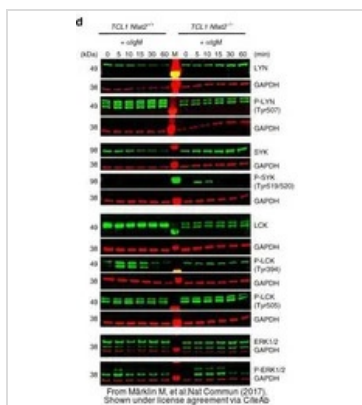 d
TCL1 Nfat2+/+ TCL1 Nfat2-/-
+ αIgM + αIgM
(kDa) 0 5 10 15 30 60 M 0 5 10 15 30 60 (min)
49 LYN
38 GAPDH
49 P-LYN
(Tyr507)
38 GAPDH
98 SYK
38 GAPDH
98 P-SYK
(Tyr519/520)
38 GAPDH
49 LCK
38 GAPDH
49 P-LCK
(Tyr394)
38 GAPDH
49 P-LCK
(Tyr505)
38 GAPDH
38 ERK1/2
GAPDH
38 P-ERK1/2
GAPDH
From Märklin M, et al.Nat Commun (2017).
Shown under license agreement via CiteAb